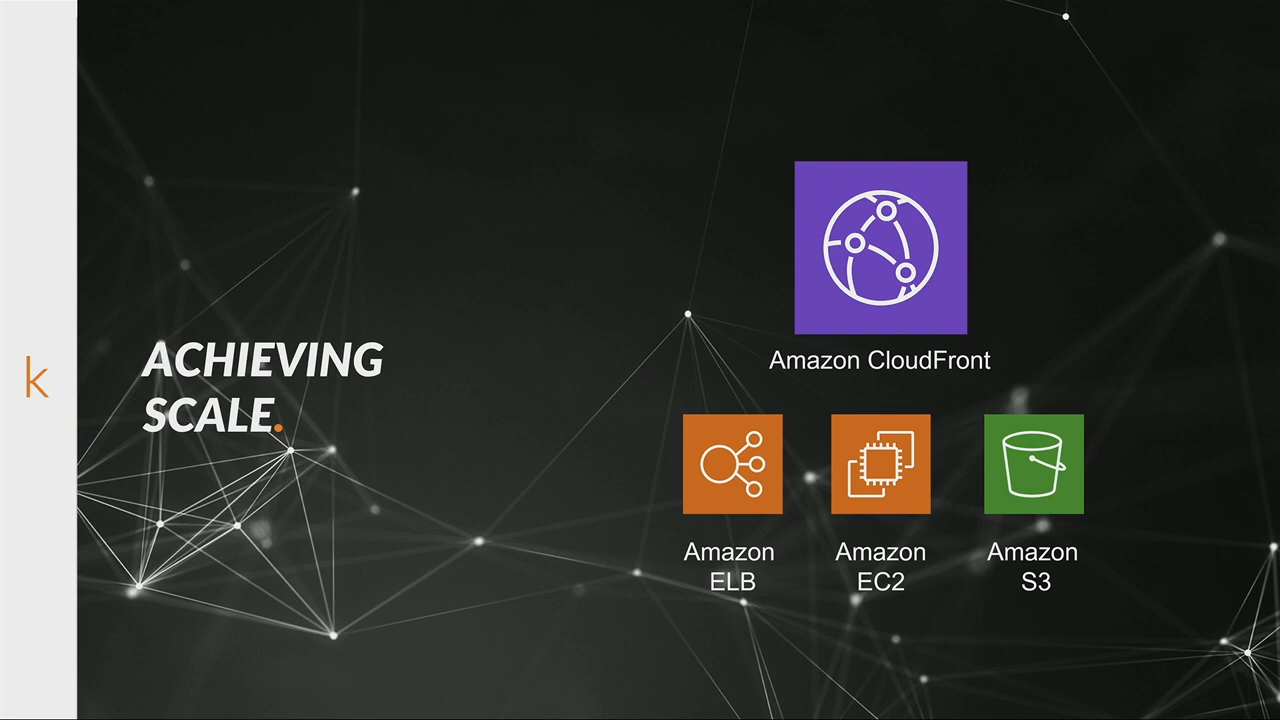 k
ACHIEVING
SCALE.
Amazon CloudFront
Amazon
ELB
Amazon
EC2
Amazon
S3